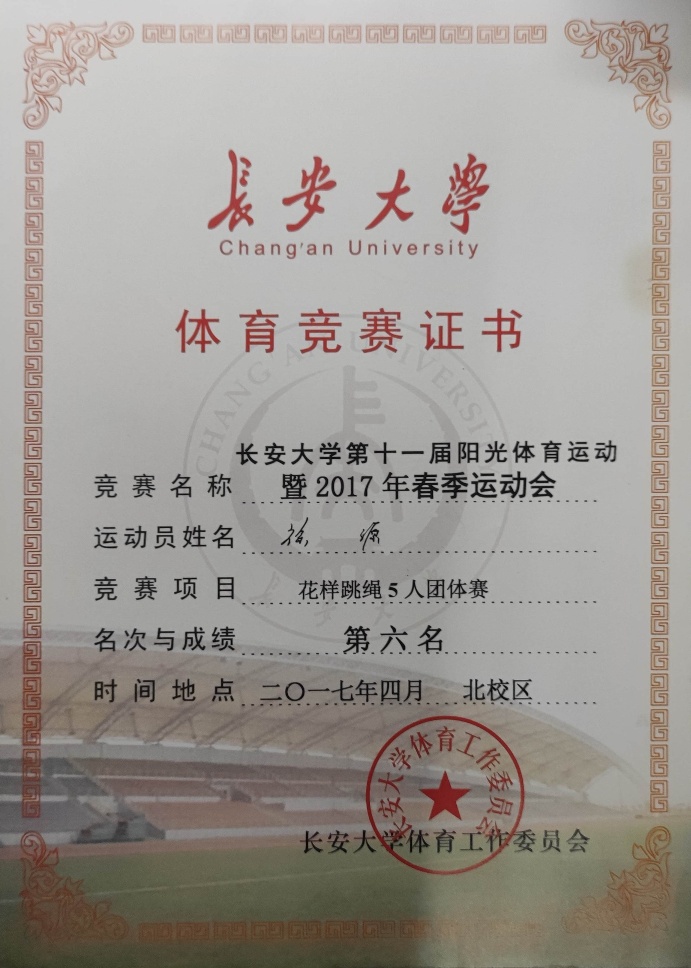 長安大學
Chang'an University
体育竞赛证书
长安大学第十一届阳光体育运动
竞赛名称 暨2017年春季运动会
运动员姓名 徐源
竞赛项目 花样跳绳5人团体赛
名次与成绩 第六名
时间地点 二〇一七年四月 北校区
长安大学体育工作委员会
长安大学体育工作委员会
CHANG'AN UNIVERSITY